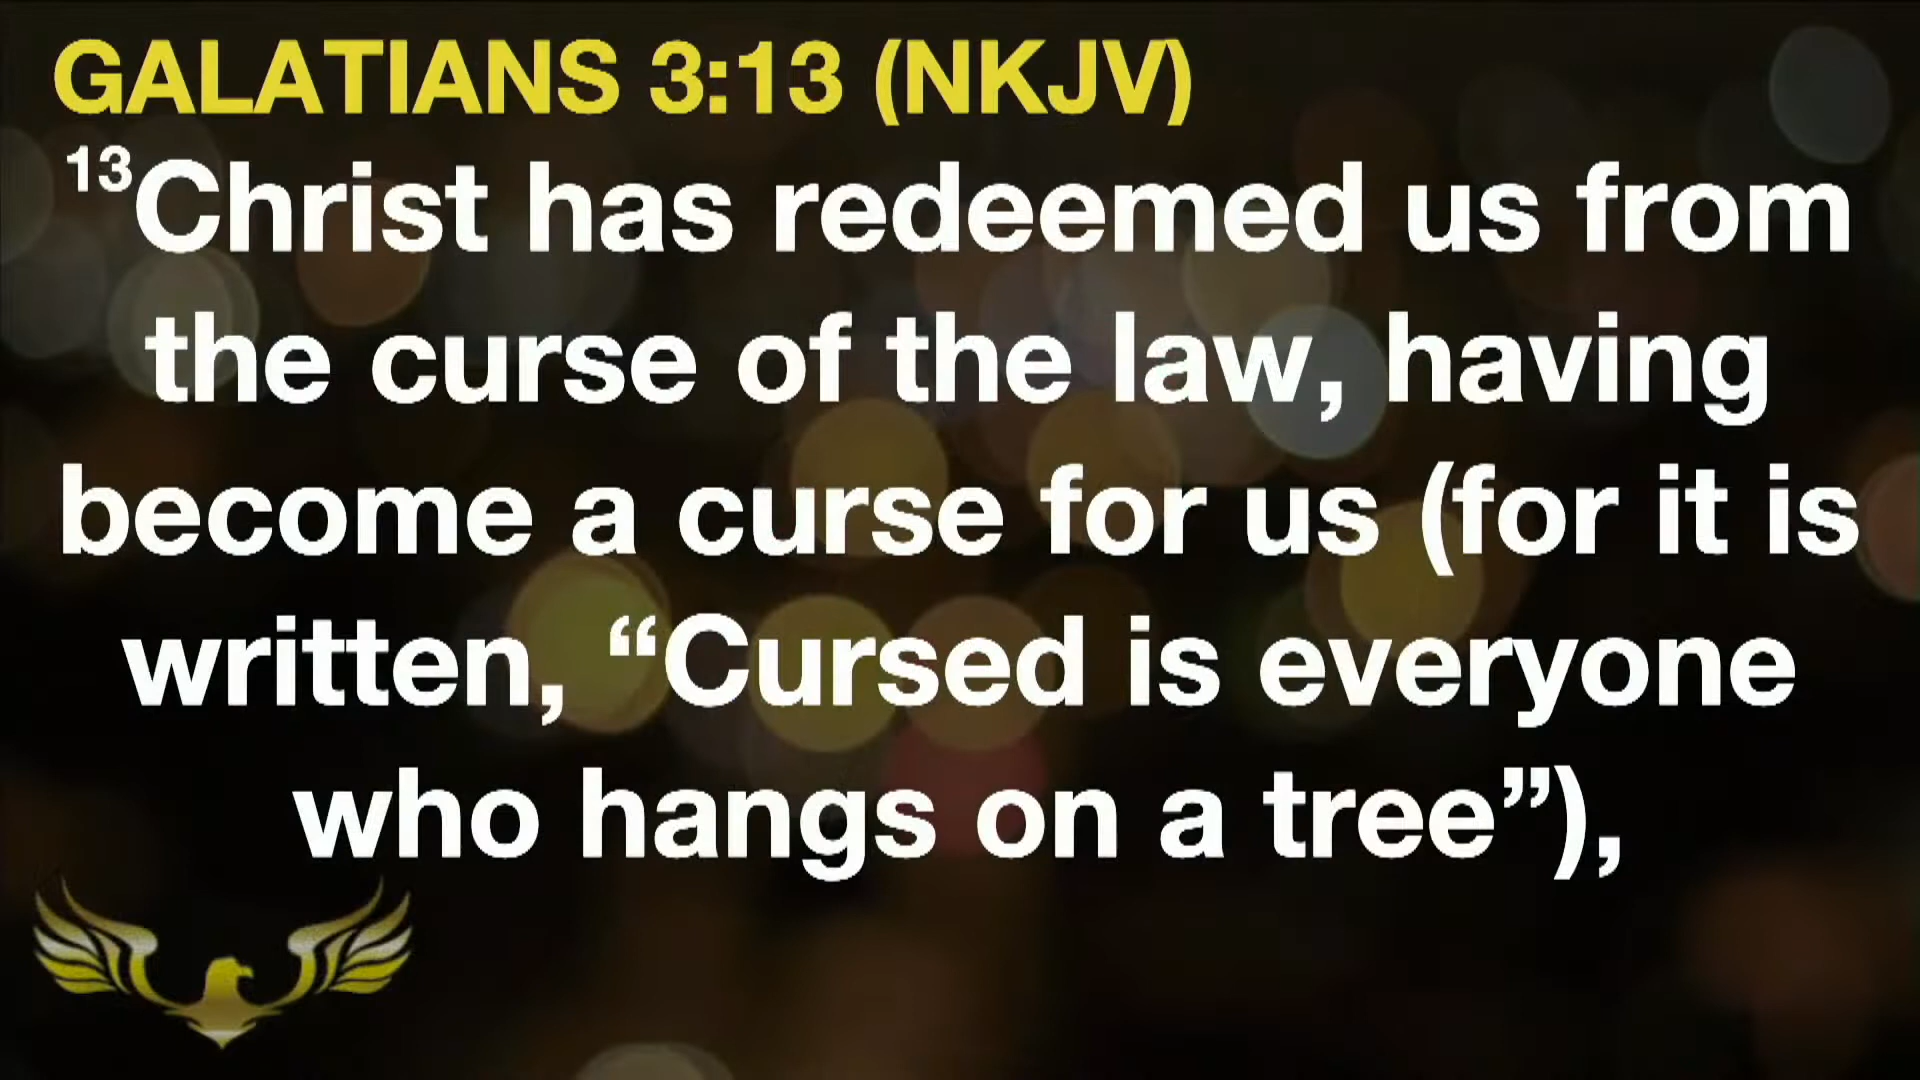 GALATIANS 3:13 (NKJV)
13Christ has redeemed us from
the curse of the law, having
become a curse for us (for it is
written, “Cursed is everyone
who hangs on a tree”),